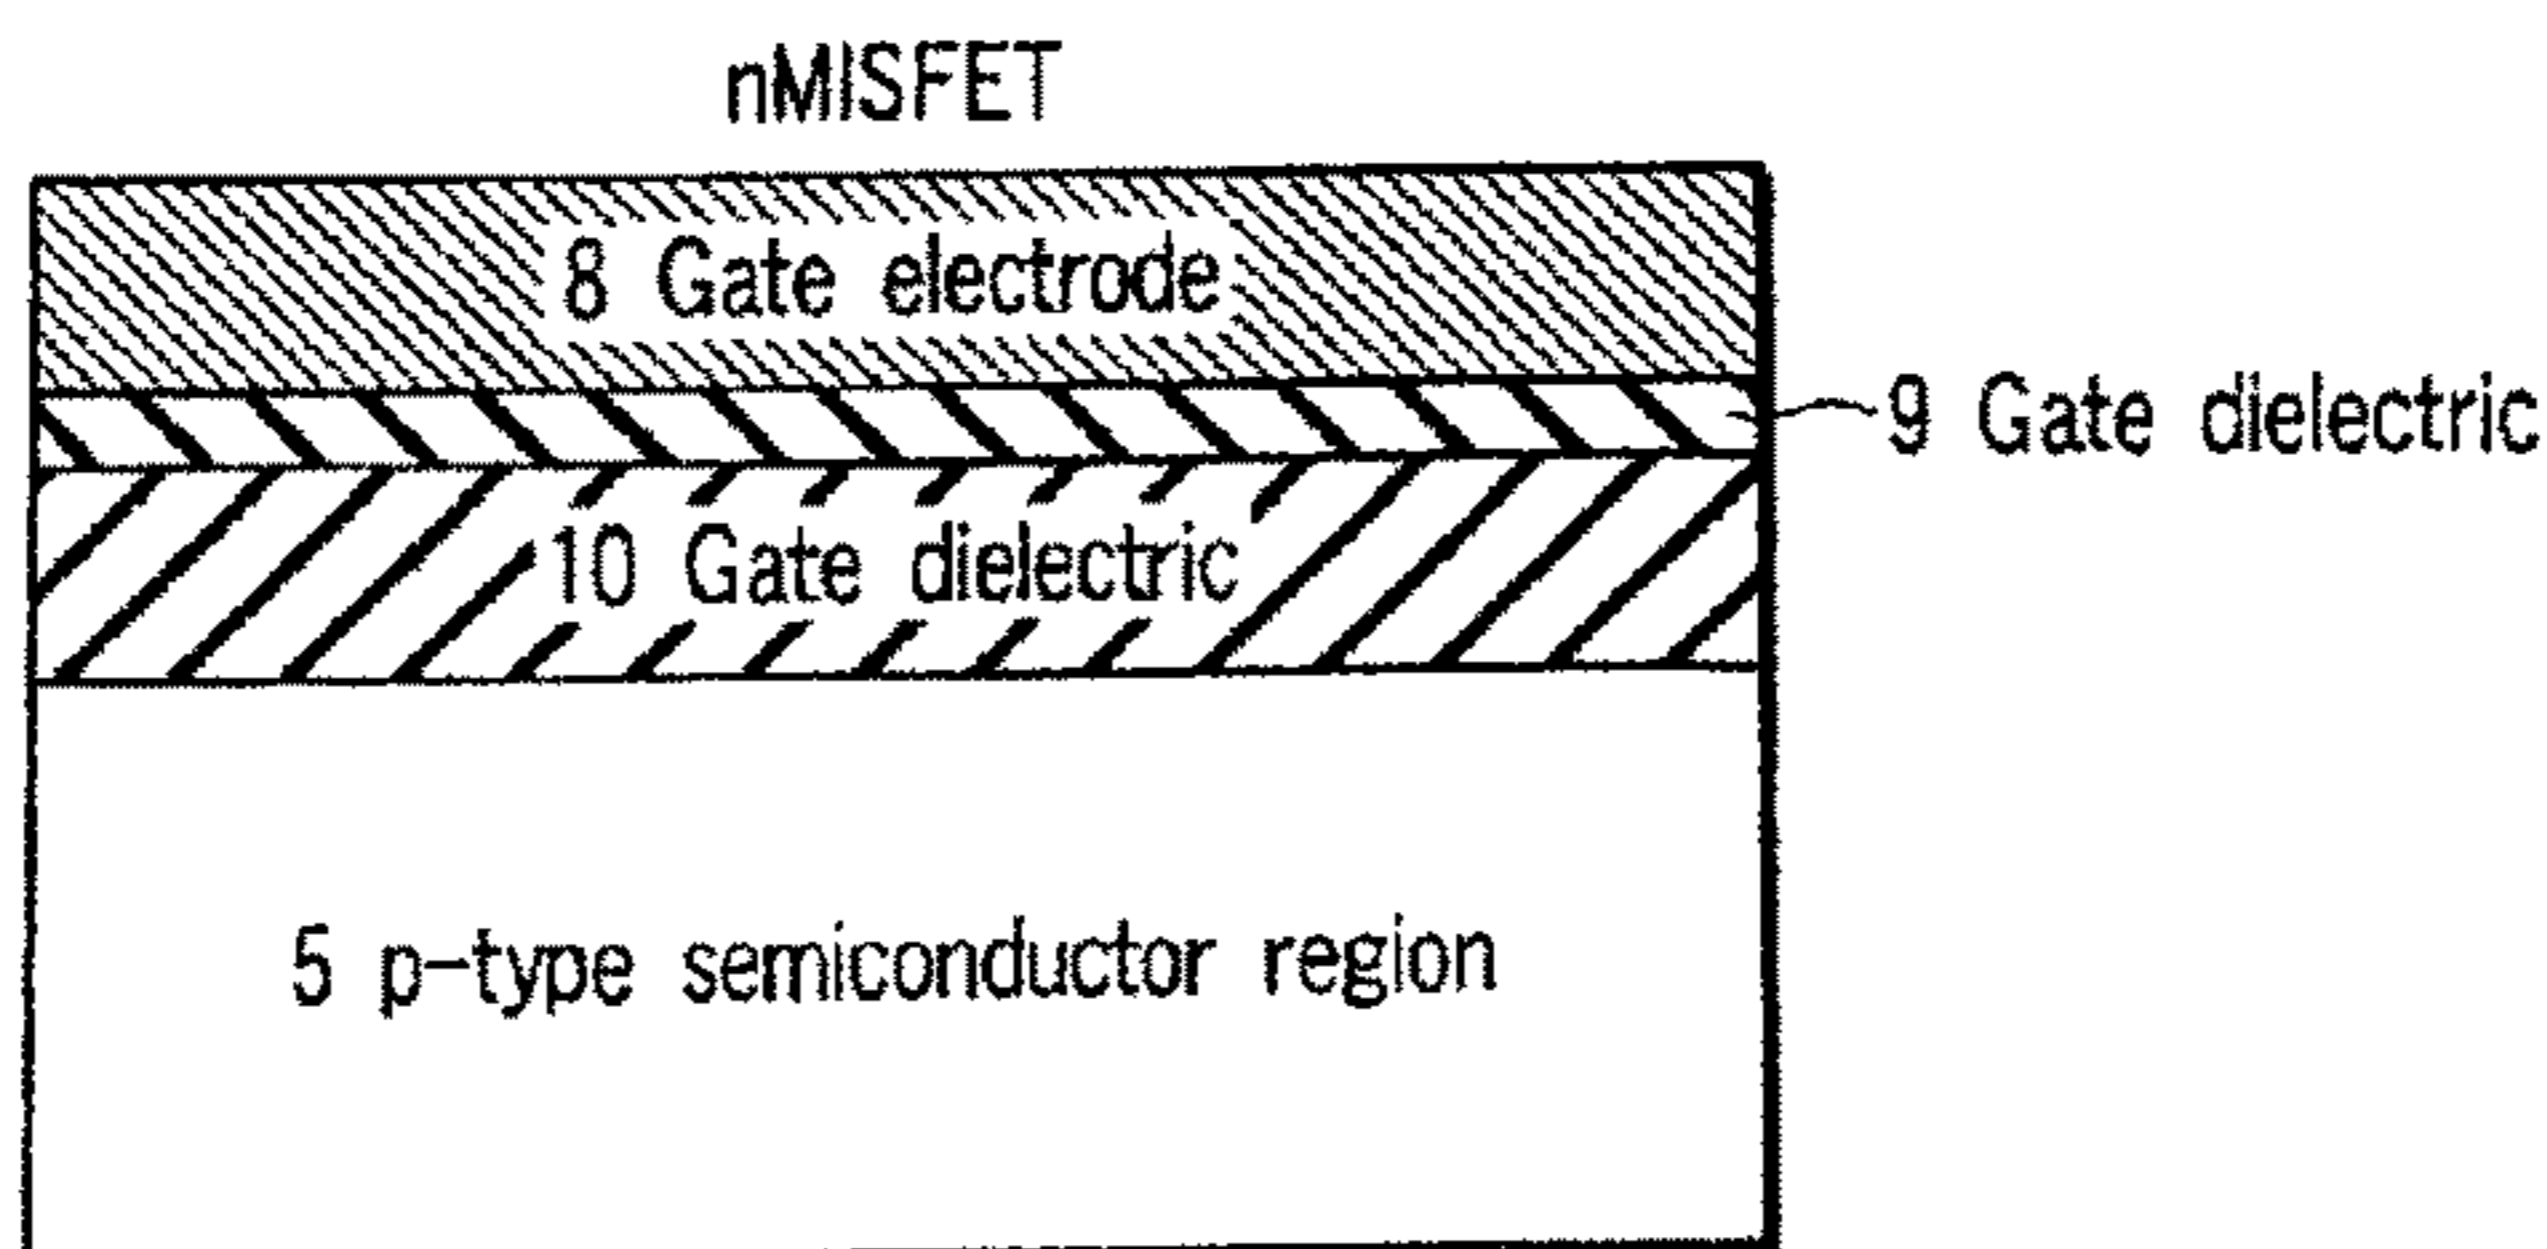 nMISFET
8 Gate electrode
9 Gate dielectric
10 Gate dielectric
5 p-type semiconductor region